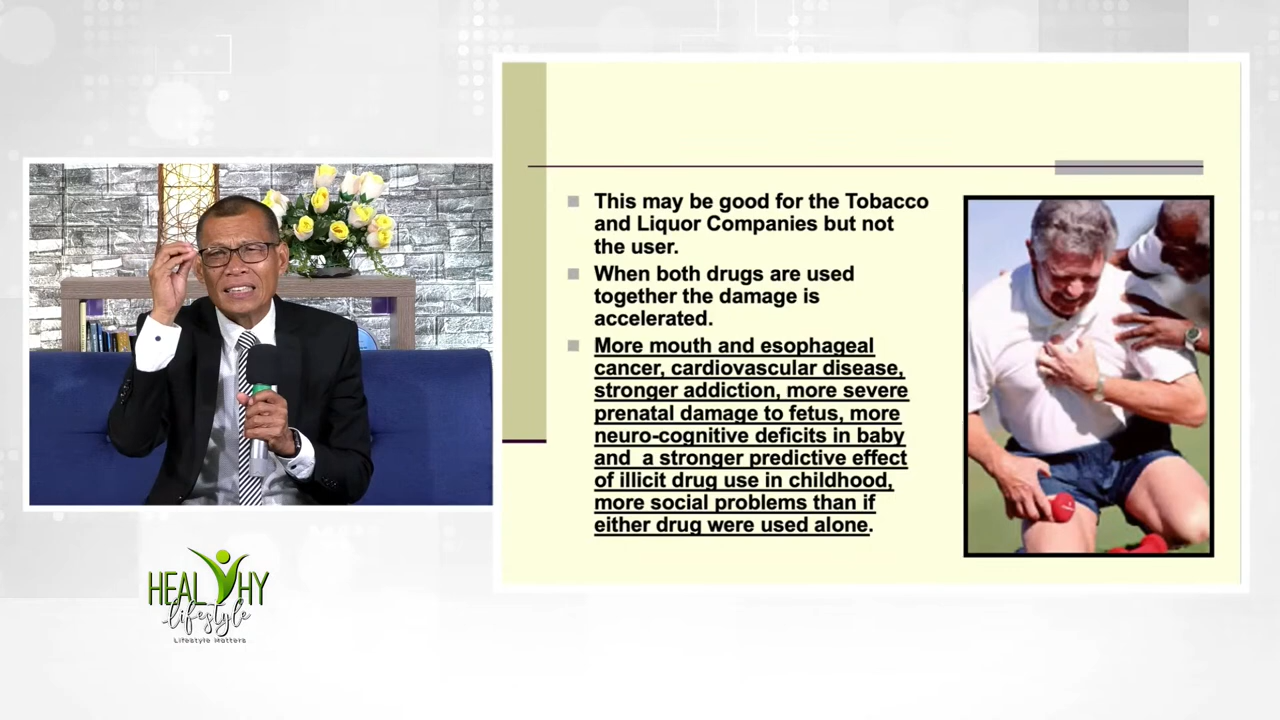 This may be good for the Tobacco
and Liquor Companies but not
the user.
When both drugs are used
together the damage is
accelerated.
More mouth and esophageal
cancer, cardiovascular disease,
stronger addiction, more severe
prenatal damage to fetus, more
neuro-cognitive deficits in baby
and a stronger predictive effect
of illicit drug use in childhood,
more social problems than if
either drug were used alone.
HEALTHY
lifestyle
Lifestyle Matters